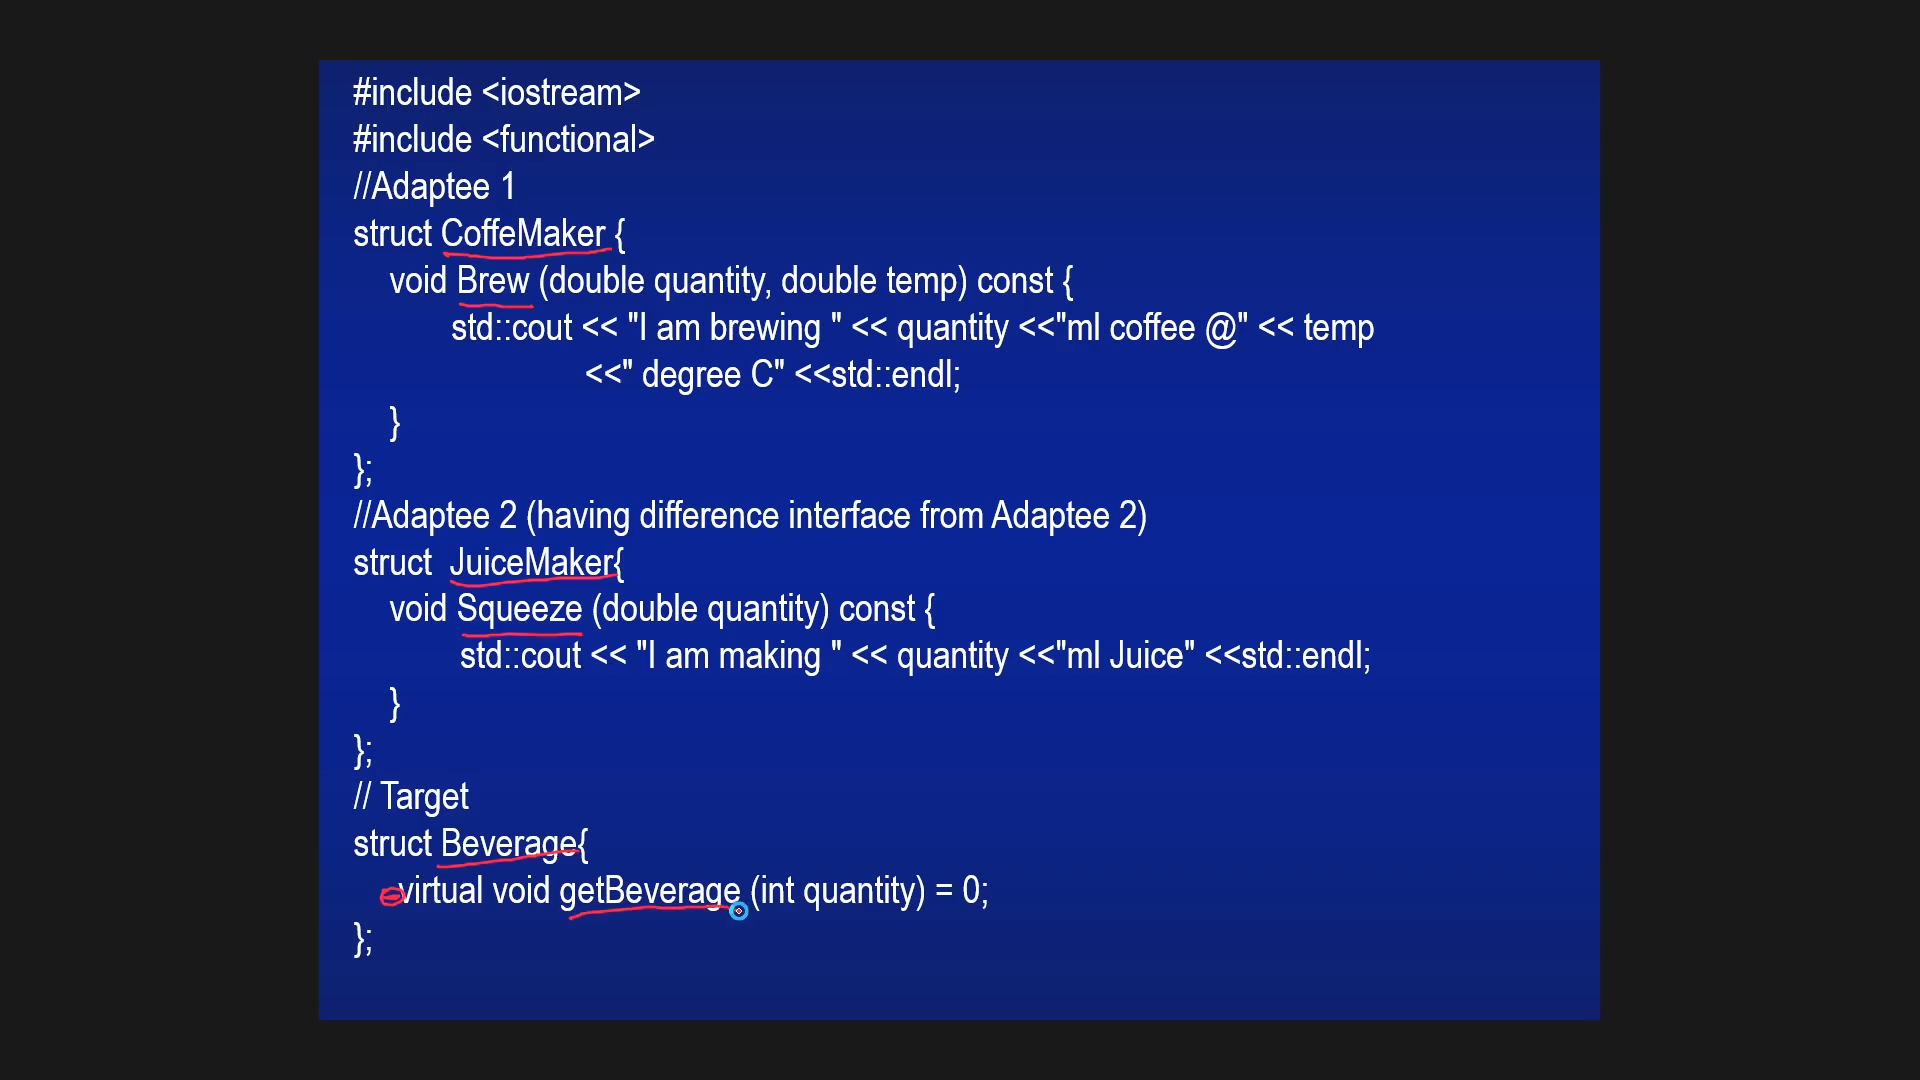 #include <iostream>
#include <functional>
//Adaptee 1
struct CoffeMaker {
void Brew (double quantity, double temp) const {
std::cout << "I am brewing " << quantity <<"ml coffee @" << temp
<<" degree C" <<std::endl;
}
};
//Adaptee 2 (having difference interface from Adaptee 2)
struct  JuiceMaker{
void Squeeze (double quantity) const {
std::cout << "I am making " << quantity <<"ml Juice" <<std::endl;
}
};
// Target
struct Beverage{
virtual void getBeverage (int quantity) = 0;
};